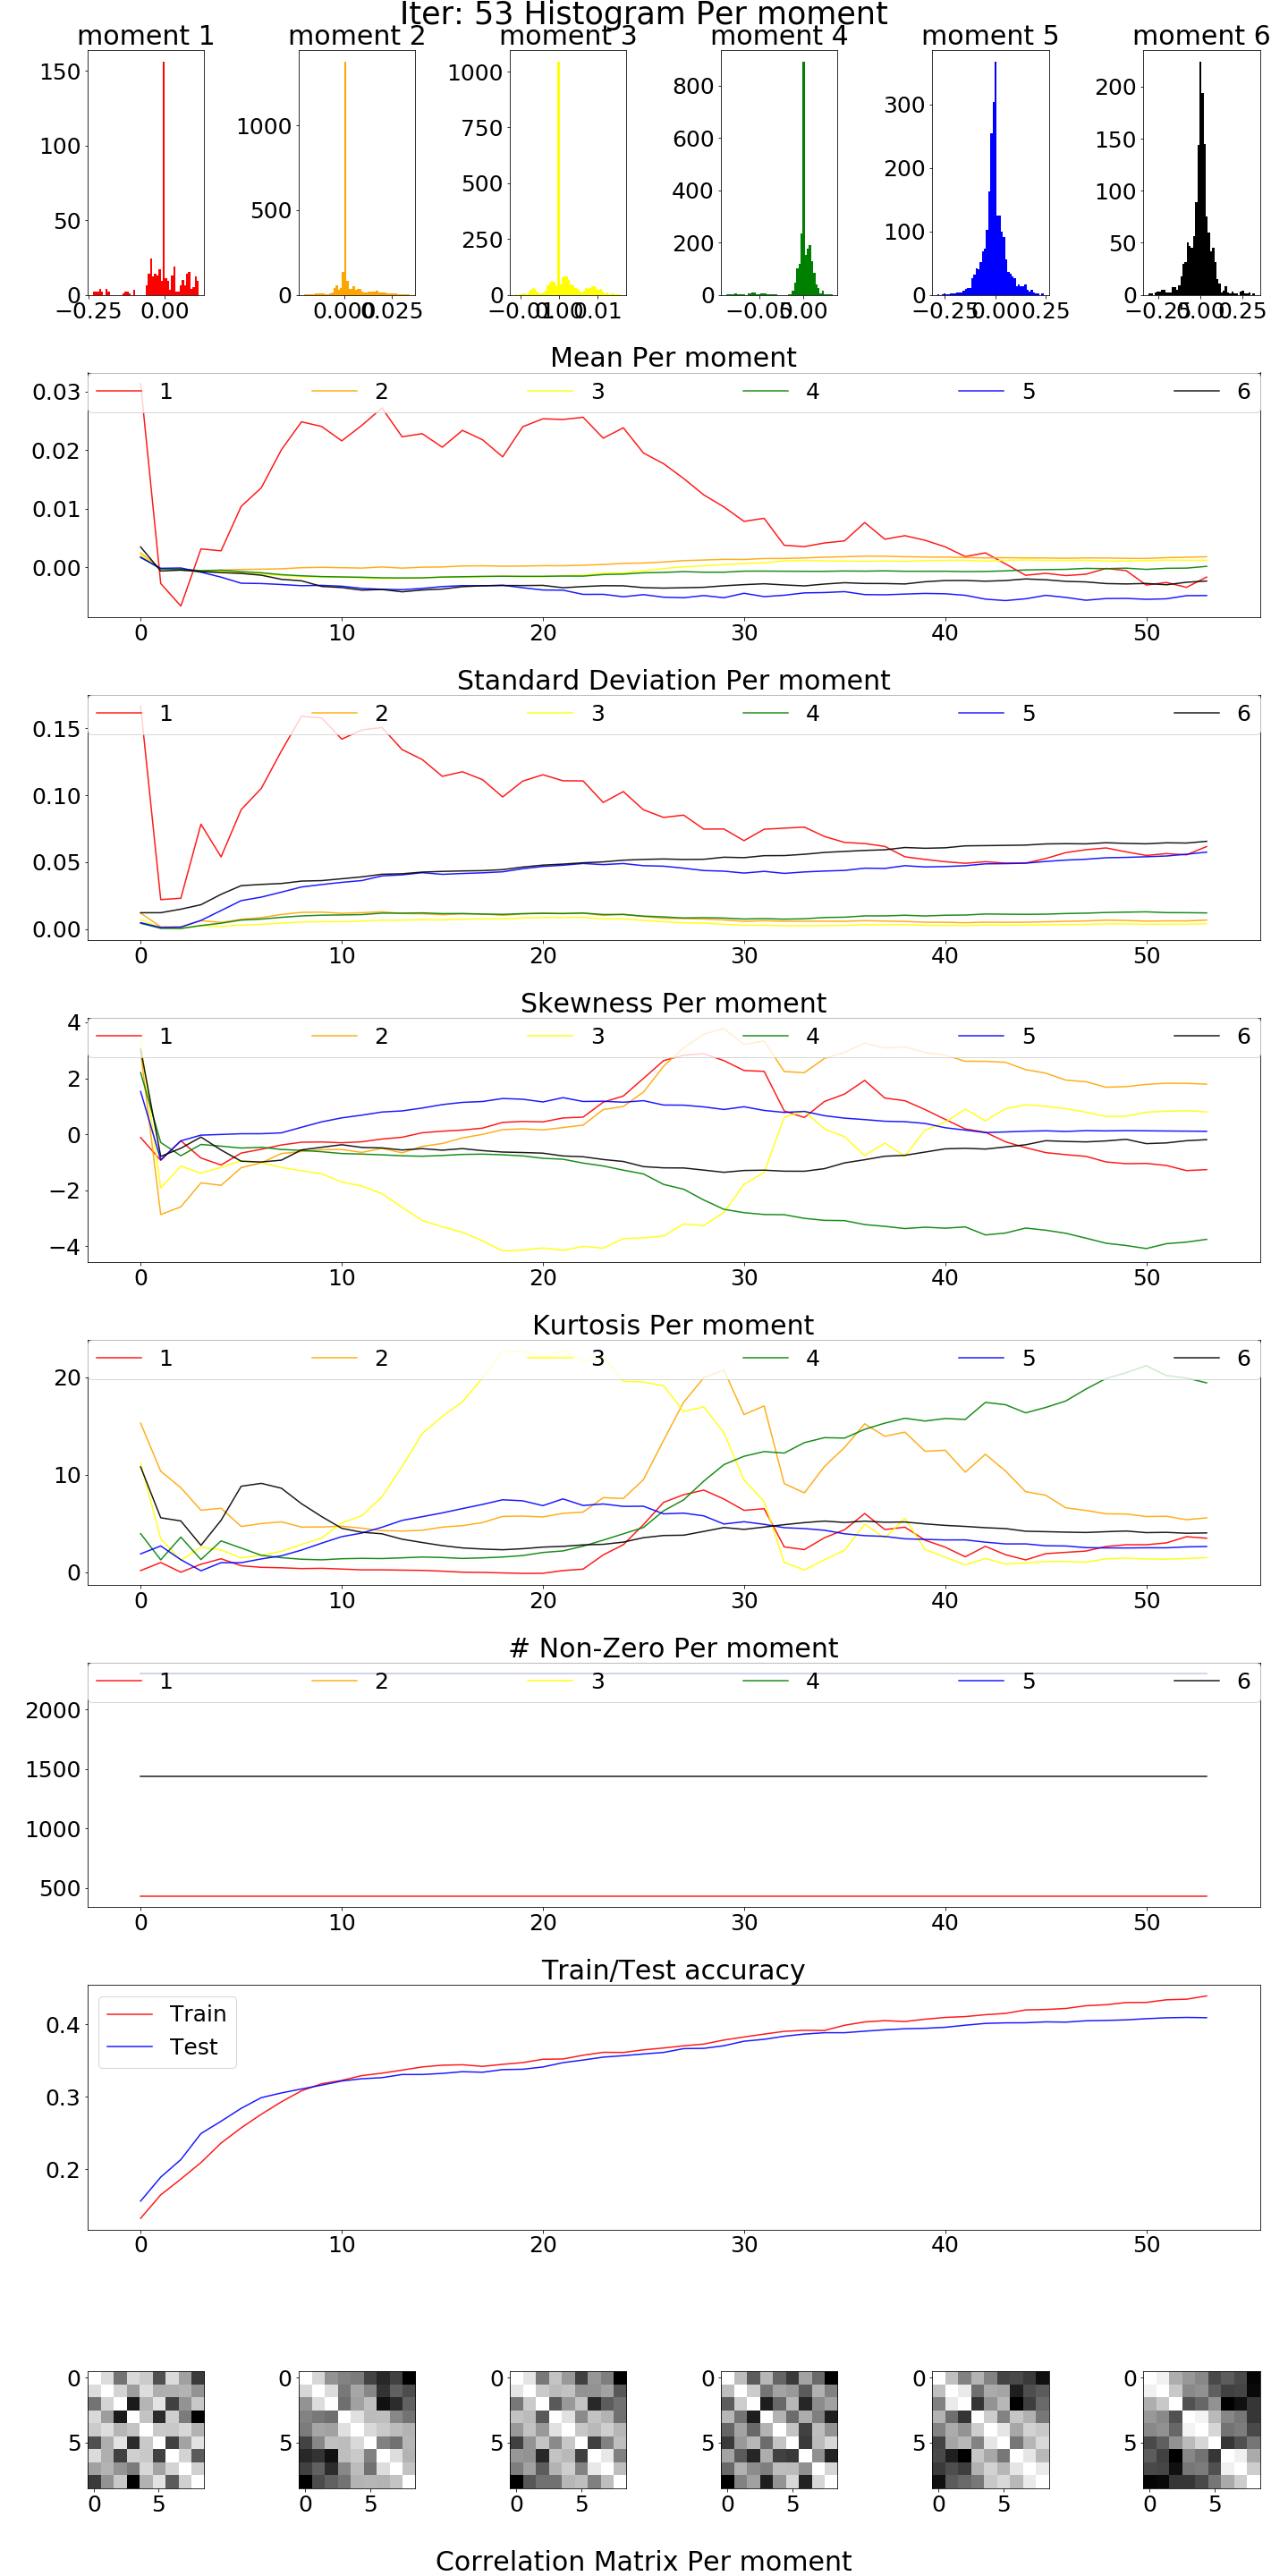 Iter: 53 Histogram Per moment
moment 1 moment 2 moment 3 moment 4 moment 5 moment 6
150
100
50
0
−0.25 0.00
1000
500
0
0.000 0.025
1000
750
500
250
0
−0.01 0.00 0.01
800
600
400
200
0
−0.05 0.00
300
200
100
0
−0.25 0.00 0.25
200
150
100
50
0
−0.25 0.00 0.25
Mean Per moment
1 2 3 4 5 6
0.03
0.02
0.01
0.00
0 10 20 30 40 50
Standard Deviation Per moment
1 2 3 4 5 6
0.15
0.10
0.05
0.00
0 10 20 30 40 50
Skewness Per moment
1 2 3 4 5 6
4
2
0
−2
−4
0 10 20 30 40 50
Kurtosis Per moment
1 2 3 4 5 6
20
10
0
0 10 20 30 40 50
# Non-Zero Per moment
1 2 3 4 5 6
2000
1500
1000
500
0 10 20 30 40 50
Train/Test accuracy
Train
Test
0.4
0.3
0.2
0 10 20 30 40 50
0 0 0 0 0 0
5 5 5 5 5 5
0 5 0 5 0 5 0 5 0 5 0 5
Correlation Matrix Per moment